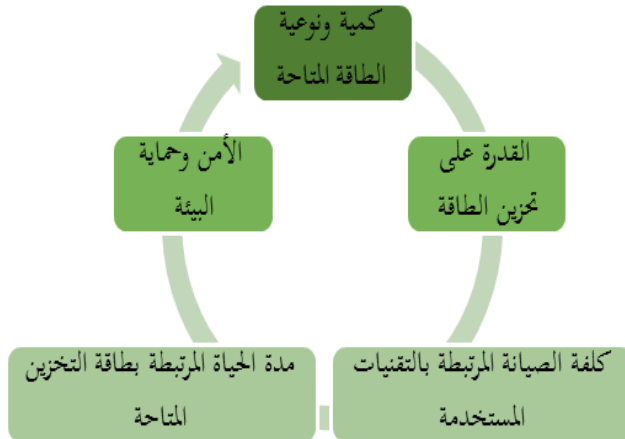 كمية ونوعية
الطاقة المتاحة
القدرة على
تخزين الطاقة
كلفة الصيانة المرتبطة بالتقنيات
المستخدمة
مدة الحياة المرتبطة بطاقة التخزين
المتاحة
الأمن وحماية
البيئة